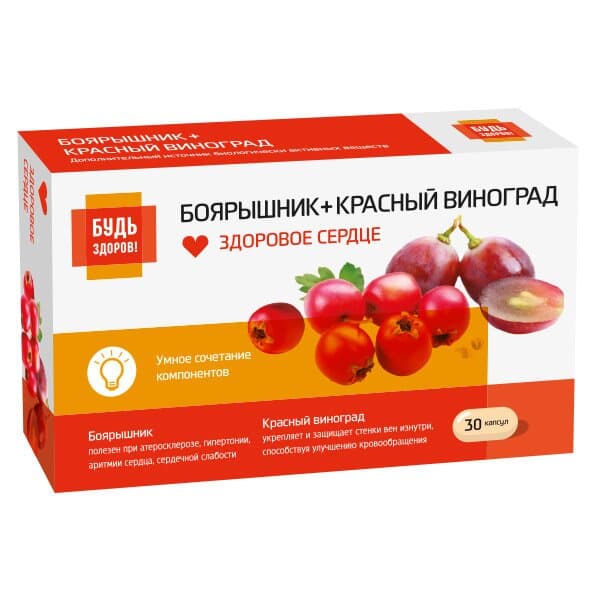 БОЯРЫШНИК+
КРАСНЫЙ ВИНОГРАД
Дополнительный источник биологически активных веществ
БУДЬ
ЗДОРОВ!
ЗДОРОВОЕ
СЕРДЦЕ
БУДЬ
ЗДОРОВ!
БОЯРЫШНИК+КРАСНЫЙ ВИНОГРАД
ЗДОРОВОЕ СЕРДЦЕ
Умное сочетание
компонентов
Боярышник
полезен при атеросклерозе, гипертонии,
аритмии сердца, сердечной слабости
Красный виноград
укрепляет и защищает стенки вен изнутри,
способствуя улучшению кровообращения
30 капсул